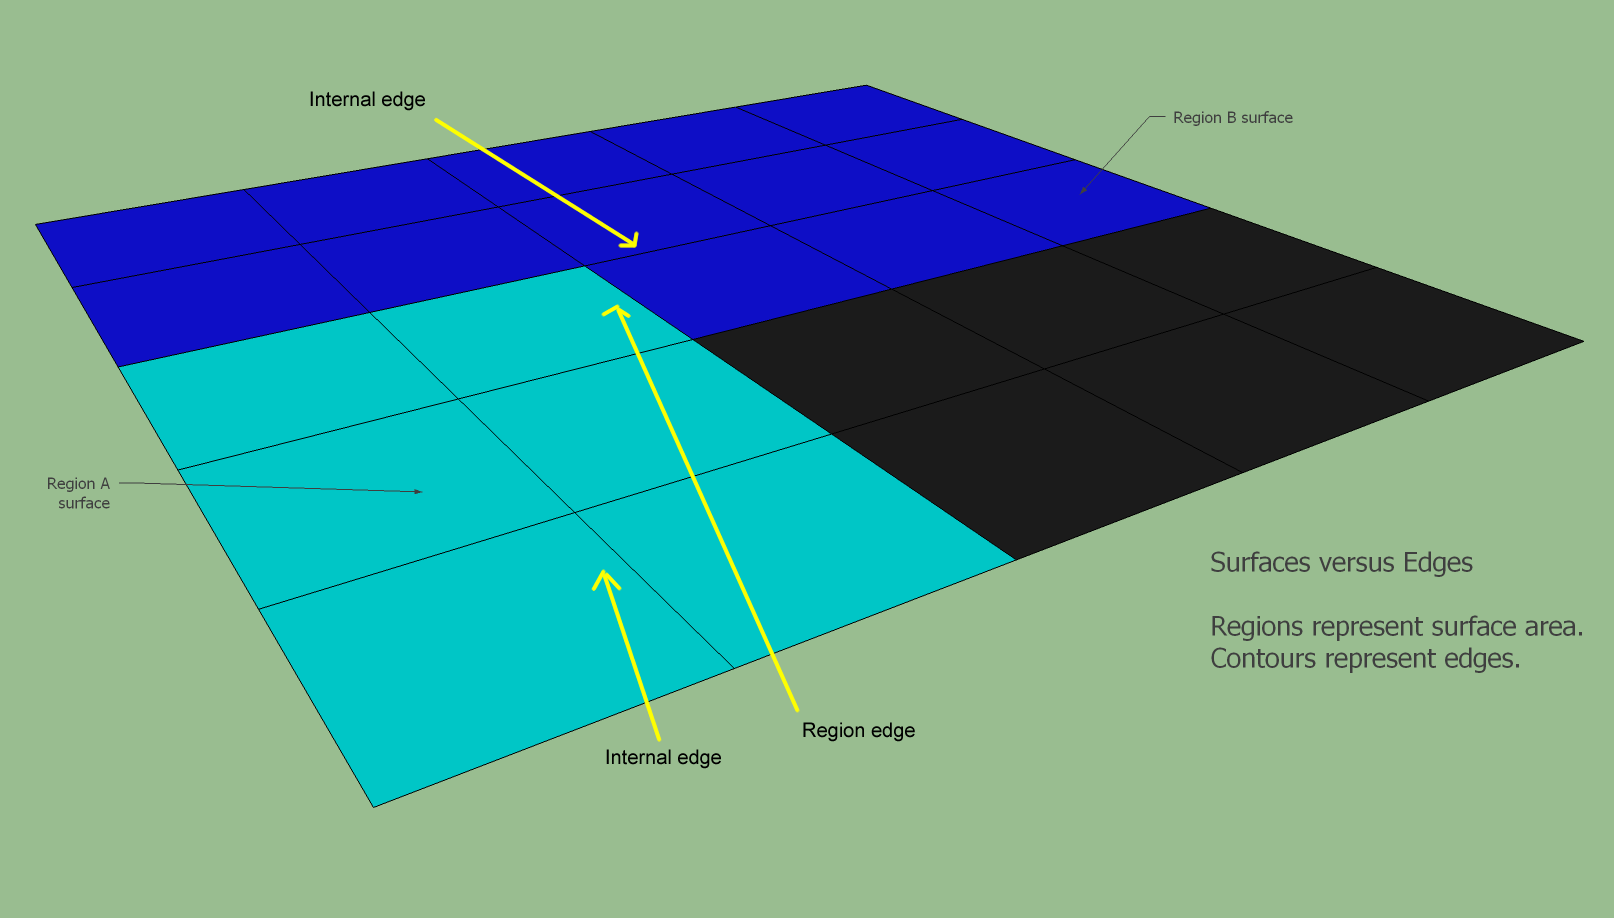 Internal edge
Region B surface
Region A
surface
Surfaces versus Edges
Regions represent surface area.
Contours represent edges.
Region edge
Internal edge